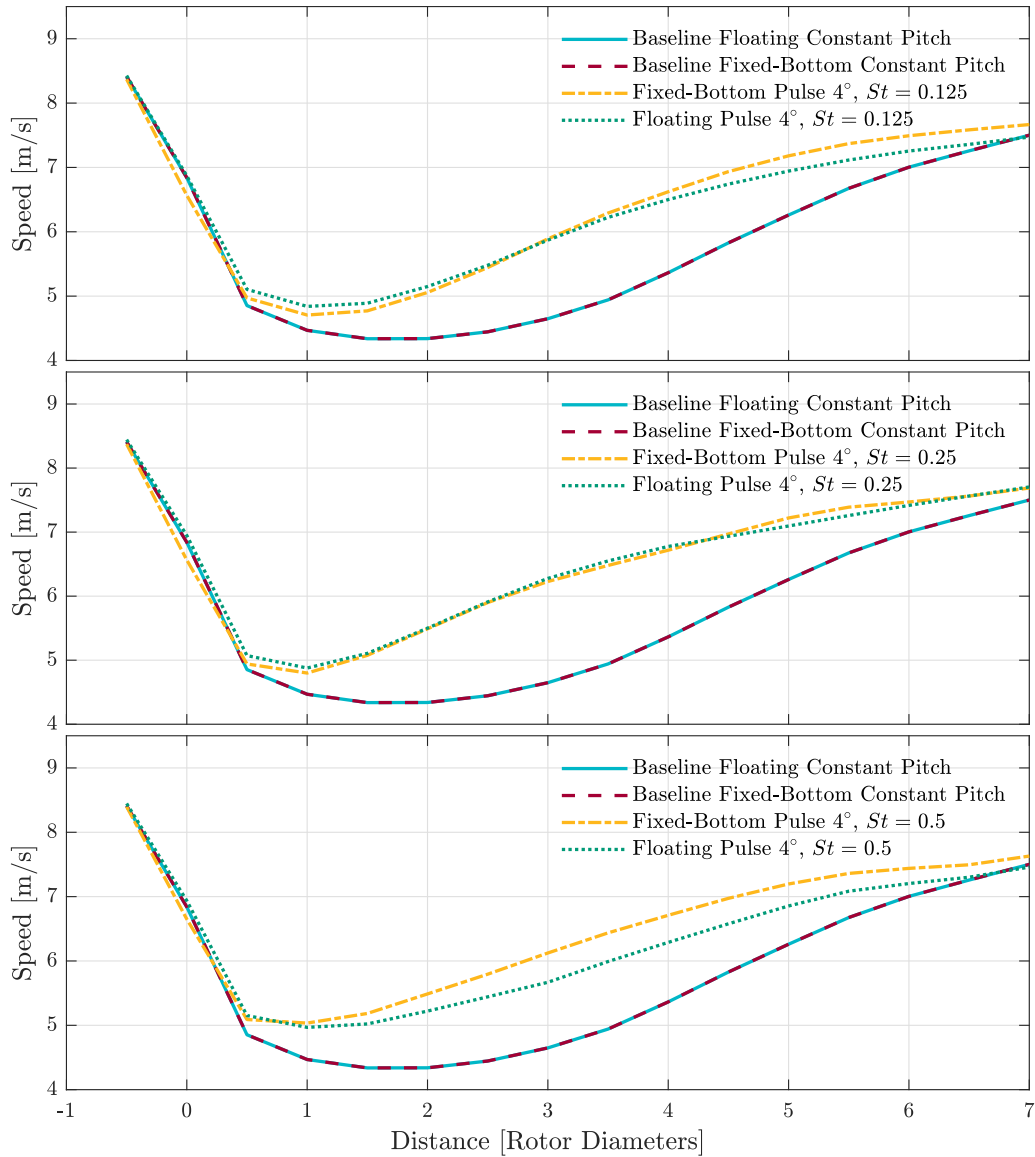 9
8
7
6
5
4
Speed [m/s]
Baseline Floating Constant Pitch
Baseline Fixed-Bottom Constant Pitch
Fixed-Bottom Pulse 4°, St = 0.125
Floating Pulse 4°, St = 0.125
9
8
7
6
5
4
Speed [m/s]
Baseline Floating Constant Pitch
Baseline Fixed-Bottom Constant Pitch
Fixed-Bottom Pulse 4°, St = 0.25
Floating Pulse 4°, St = 0.25
9
8
7
6
5
4
Speed [m/s]
Baseline Floating Constant Pitch
Baseline Fixed-Bottom Constant Pitch
Fixed-Bottom Pulse 4°, St = 0.5
Floating Pulse 4°, St = 0.5
-1 0 1 2 3 4 5 6 7
Distance [Rotor Diameters]